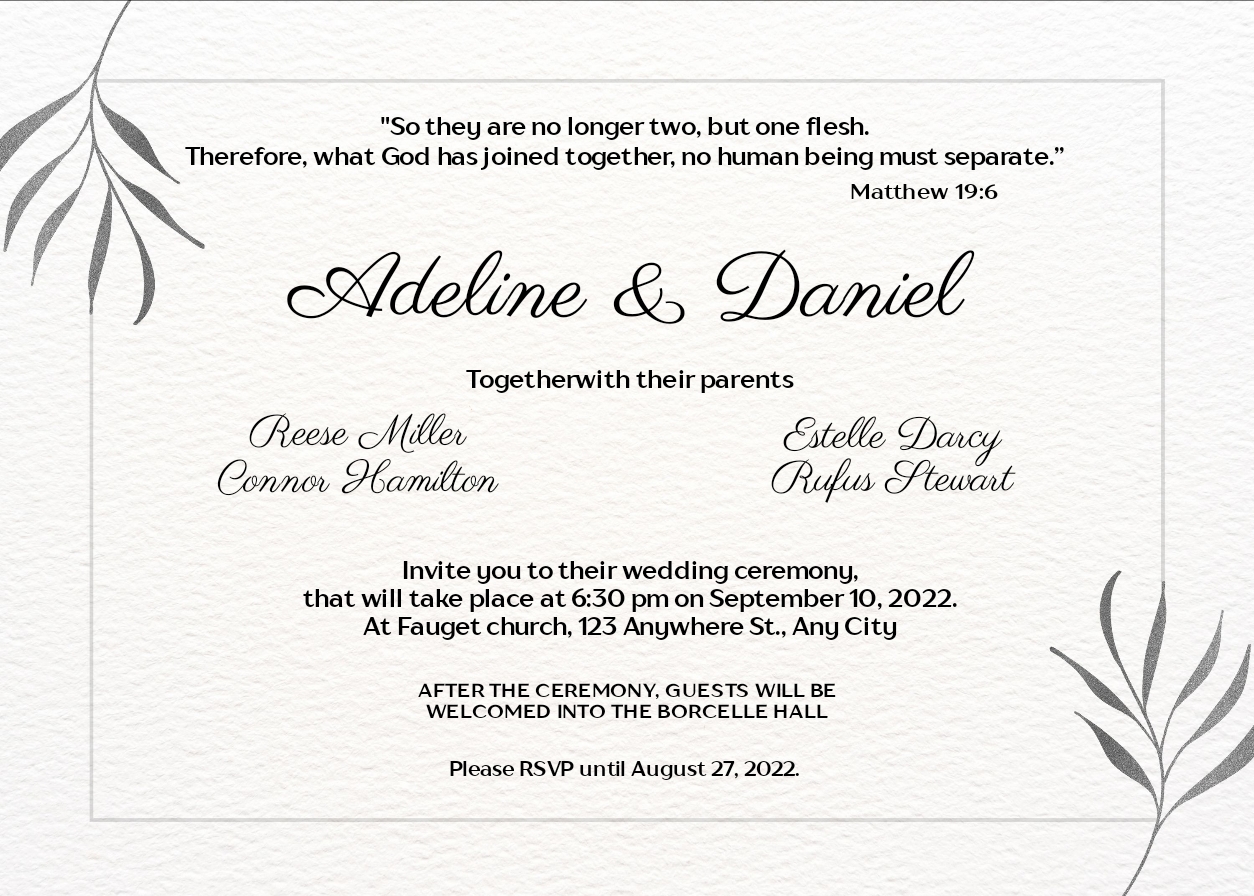 "So they are no longer two, but one flesh.
Therefore, what God has joined together, no human being must separate.”
Matthew 19:6
Adeline & Daniel
Togetherwith their parents
Reese Miller
Connor Hamilton
Estelle Darcy
Rufus Stewart
Invite you to their wedding ceremony,
that will take place at 6:30 pm on September 10, 2022.
At Fauget church, 123 Anywhere St., Any City
AFTER THE CEREMONY, GUESTS WILL BE
WELCOMED INTO THE BORCELLE HALL
Please RSVP until August 27, 2022.